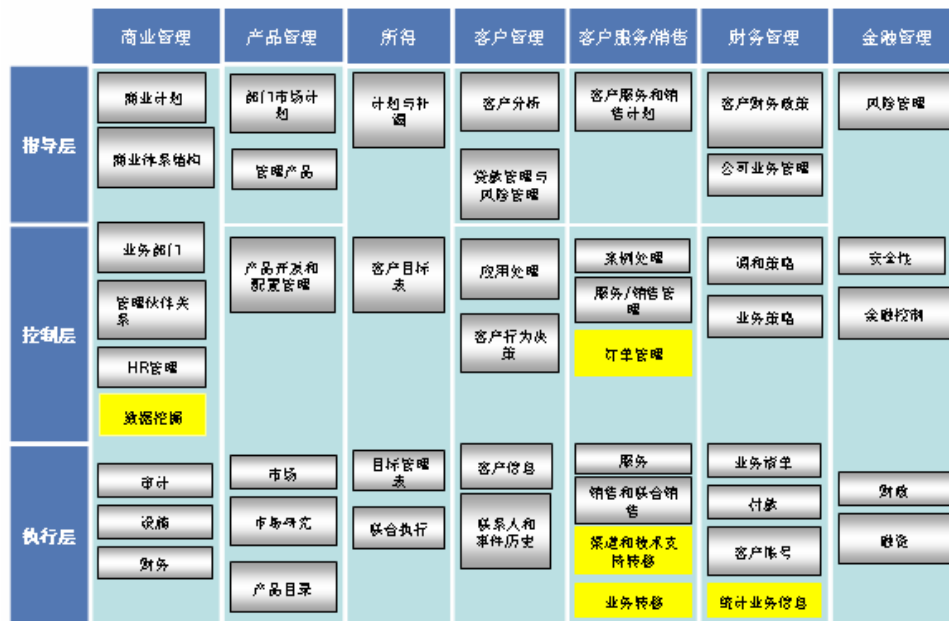 商业管理
产品管理
所得
客户管理
客户服务/销售
财务管理
金融管理
指导层
商业计划
商业体系结构
部门市场计
划
管理产品
计划与补
调
客户分析
贷款管理与
风险管理
客户服务和销
售计划
客户财务政策
公司业务管理
风险管理
控制层
业务部门
管理伙伴关
系
HR管理
数据挖掘
产品开发和
配置管理
客户目标
表
应用处理
客户行为决
策
案例处理
服务/销售管
理
订单管理
调和策略
业务策略
安全性
金融控制
执行层
审计
设施
财务
市场
市场研究
产品目录
目标管理
表
联合执行
客户信息
联系人和
事件历史
服务
销售和联合销
售
渠道和技术支
持转移
业务转移
业务清单
付款
客户账号
统计业务信息
财政
融资